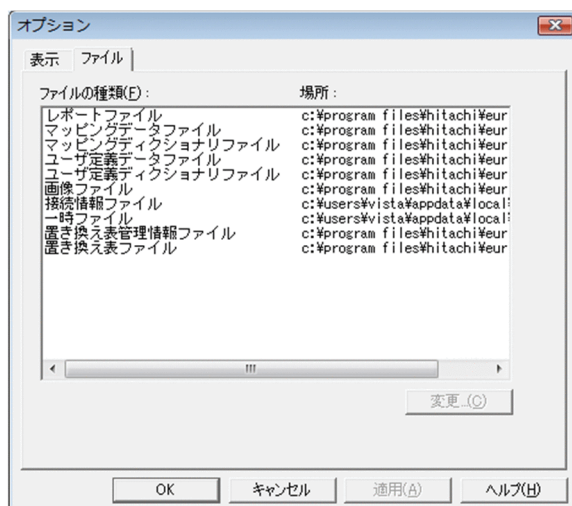 オプション
表示 ファイル
ファイルの種類(F): 場所:
レポートファイル c:¥program files¥hitachi¥eur
マッピングデータファイル c:¥program files¥hitachi¥eur
マッピングディクショナリファイル c:¥program files¥hitachi¥eur
ユーザ定義データファイル c:¥program files¥hitachi¥eur
ユーザ定義ディクショナリファイル c:¥program files¥hitachi¥eur
画像ファイル c:¥program files¥hitachi¥eur
接続情報ファイル c:¥users¥vista¥appdata¥local¥
一時ファイル c:¥users¥vista¥appdata¥local¥
置き換え表管理情報ファイル c:¥program files¥hitachi¥eur
置き換え表ファイル c:¥program files¥hitachi¥eur
変更...(C)
OK キャンセル 適用(A) ヘルプ(H)